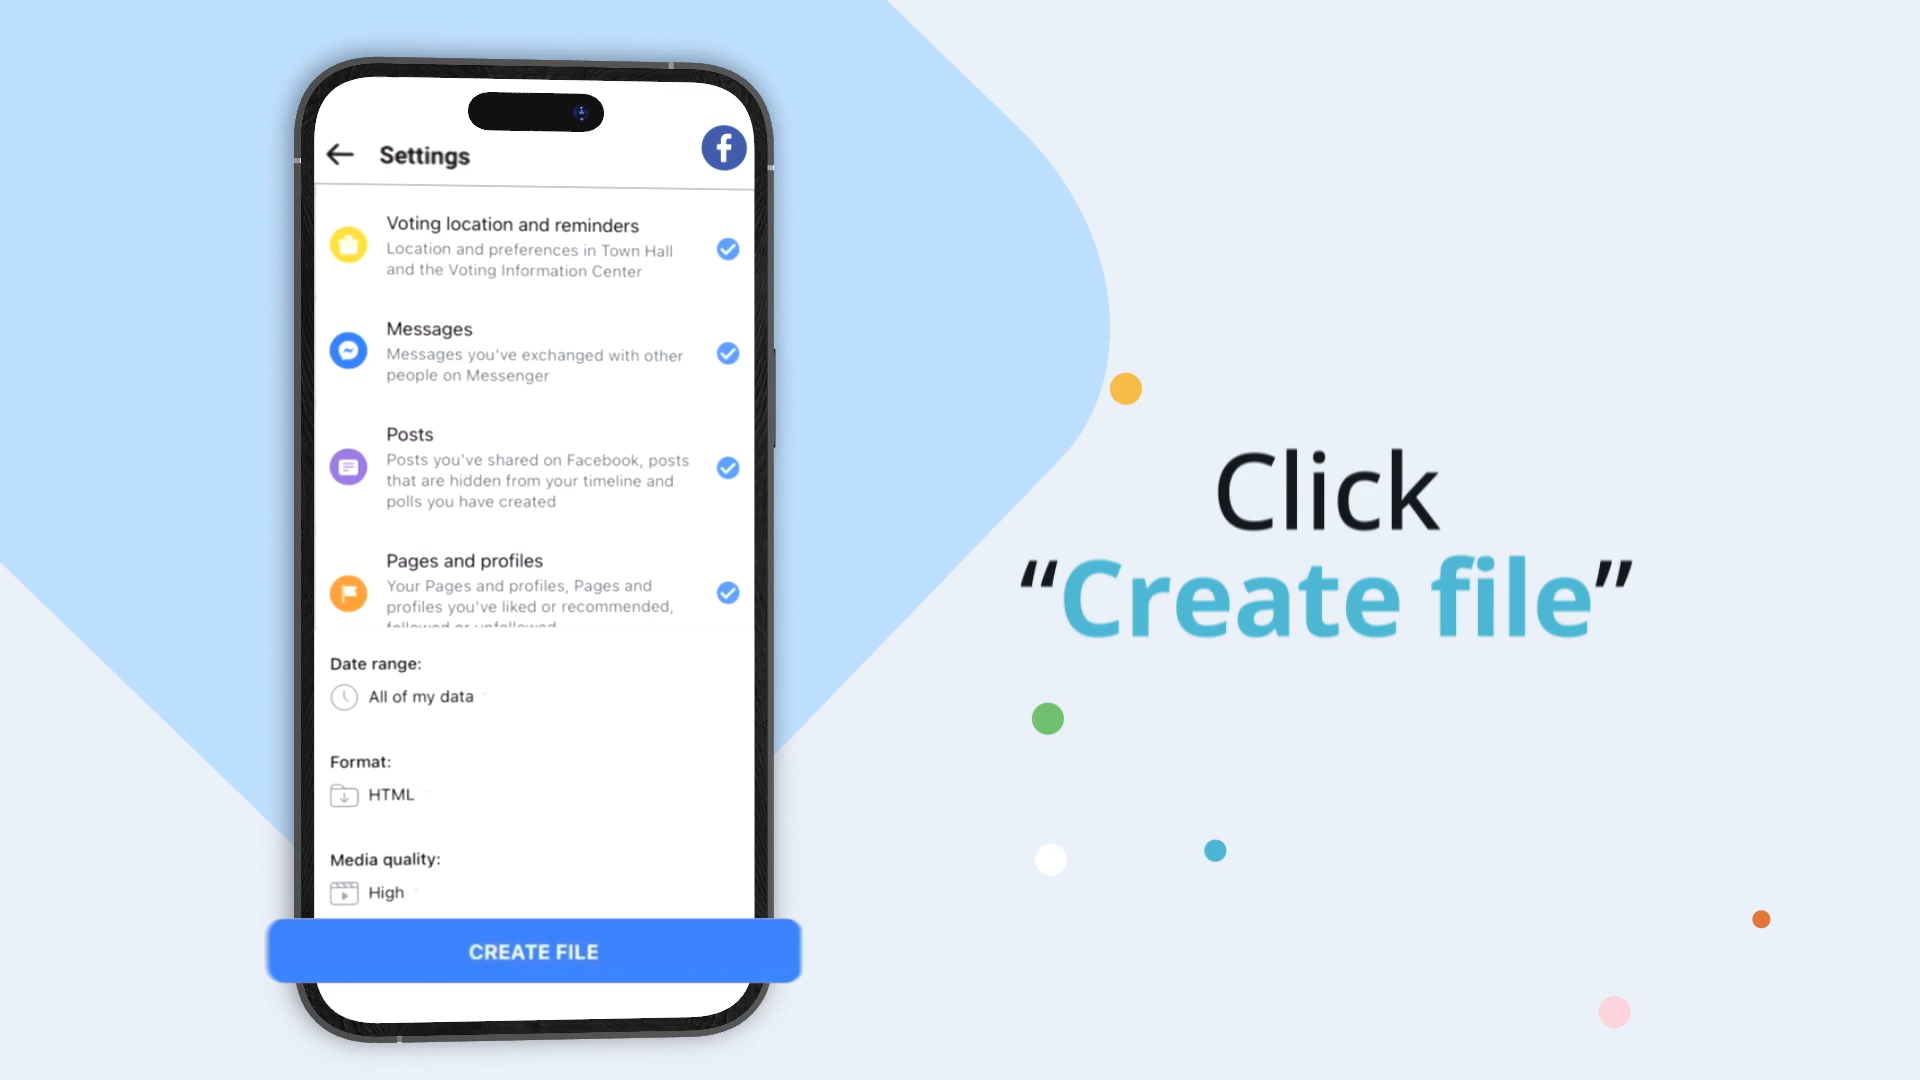 Settings
Voting location and reminders
Location and preferences in Town Hall
and the Voting Information Center
Messages
Messages you've exchanged with other
people on Messenger
Posts
Posts you've shared on Facebook, posts
that are hidden from your timeline and
polls you have created
Pages and profiles
Your Pages and profiles, Pages and
profiles you've liked or recommended,
followed or unfollowed
Date range:
All of my data
Format:
HTML
Media quality:
High
CREATE FILE
Click
“Create file”